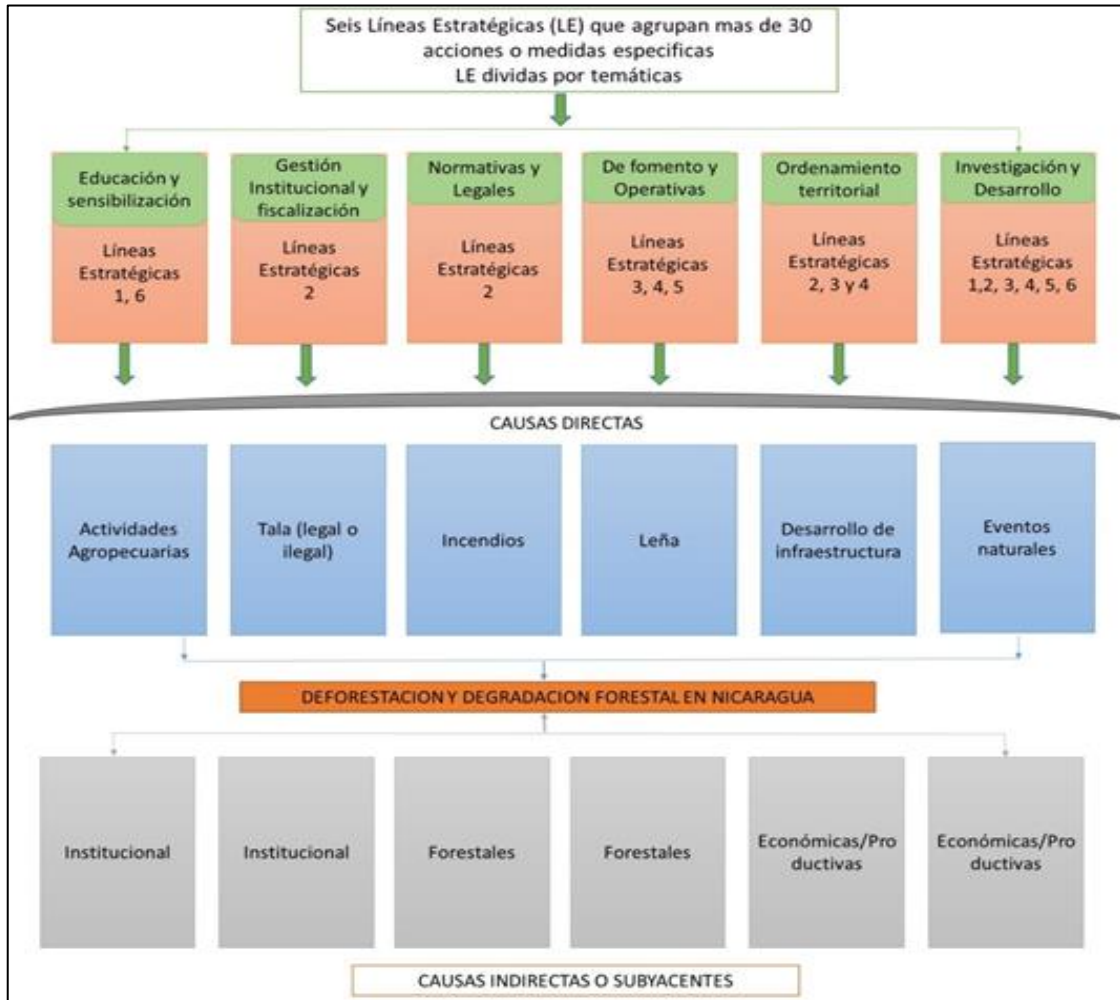 Seis Líneas Estratégicas (LE) que agrupan mas de 30
acciones o medidas especificas
LE dividas por temáticas
Educación y
sensibilización
Líneas
Estratégicas
1, 6
Gestión
Institucional y
fiscalización
Líneas
Estratégicas
2
Normativas y
Legales
Líneas
Estratégicas
2
De fomento y
Operativas
Líneas
Estratégicas
3, 4, 5
Ordenamiento
territorial
Líneas
Estratégicas
2, 3 y 4
Investigación y
Desarrollo
Líneas
Estratégicas
1,2, 3, 4, 5, 6
CAUSAS DIRECTAS
Actividades
Agropecuarias
Tala (legal o
ilegal)
Incendios
Leña
Desarrollo de
infraestructura
Eventos
naturales
DEFORESTACION Y DEGRADACION FORESTAL EN NICARAGUA
Institucional
Institucional
Forestales
Forestales
Económicas/Pro
ductivas
Económicas/Pro
ductivas
CAUSAS INDIRECTAS O SUBYACENTES